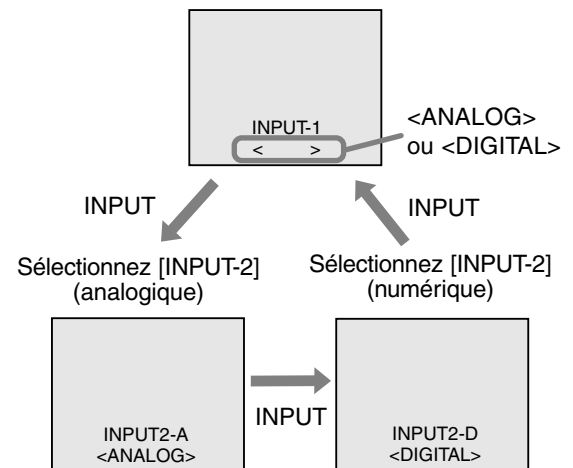 INPUT-1
< >
<ANALOG>
ou <DIGITAL>
INPUT
INPUT
Sélectionnez [INPUT-2]
(analogique)
Sélectionnez [INPUT-2]
(numérique)
INPUT
INPUT2-A
<ANALOG>
INPUT2-D
<DIGITAL>